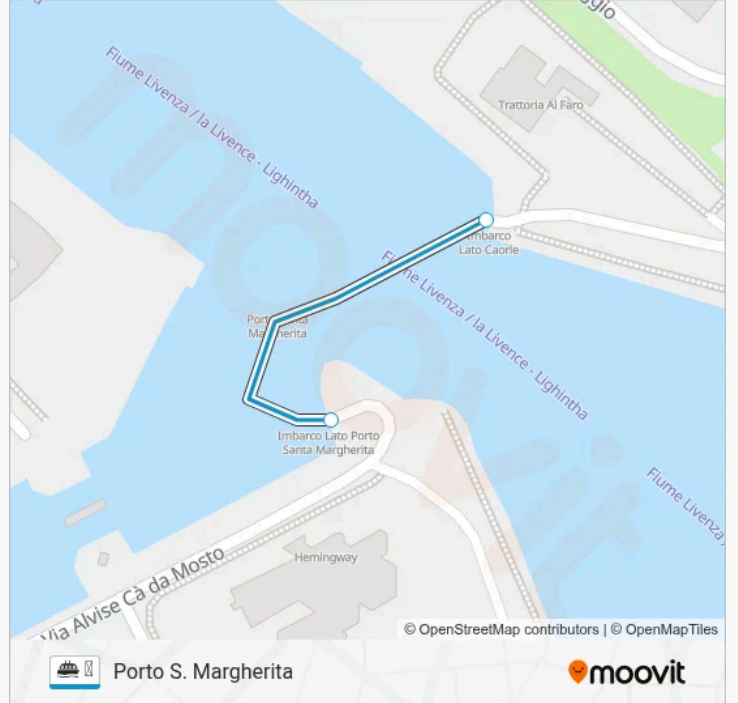 ggio
Fiume Livenza / la Livence - Lighintha
Trattoria Al Faro
Imbarco
Lato Caorle
Fiume Livenza / la Livence - Lighintha
Imbarco Lato Porto
Santa Margherita
Fiume Livenza /
Hemingway
Via Alvise Cà da Mosto
© OpenStreetMap contributors | © OpenMapTiles
Porto S. Margherita
moovit